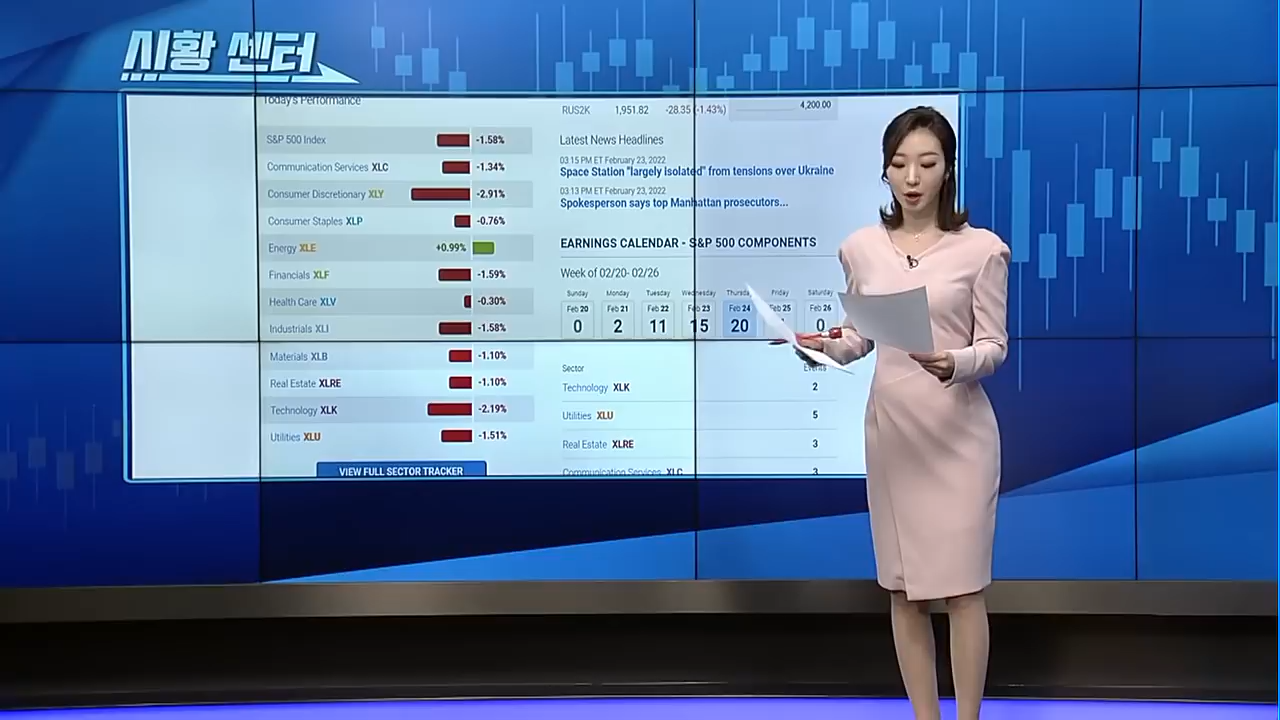 시황 센터
Today's Performance
S&P 500 Index -1.58%
Communication Services XLC -1.34%
Consumer Discretionary XLY -2.91%
Consumer Staples XLP -0.76%
Energy XLE +0.99%
Financials XLF -1.59%
Health Care XLV -0.30%
Industrials XLI -1.58%
Materials XLB -1.10%
Real Estate XLRE -1.10%
Technology XLK -2.19%
Utilities XLU -1.51%
VIEW FULL SECTOR TRACKER
RUS2K 1,951.82 -28.35 (-1.43%)
4,200.00
Latest News Headlines
03:15 PM ET February 23, 2022
Space Station "largely isolated" from tensions over Ukraine
03:13 PM ET February 23, 2022
Spokesperson says top Manhattan prosecutors...
EARNINGS CALENDAR - S&P 500 COMPONENTS
Week of 02/20- 02/26
Sunday Monday Tuesday Wednesday Thursday Friday Saturday
Feb 20 Feb 21 Feb 22 Feb 23 Feb 24 Feb 25 Feb 26
0 2 11 15 20 0
Sector Events
Technology XLK 2
Utilities XLU 5
Real Estate XLRE 3
Communication Services XLC 3